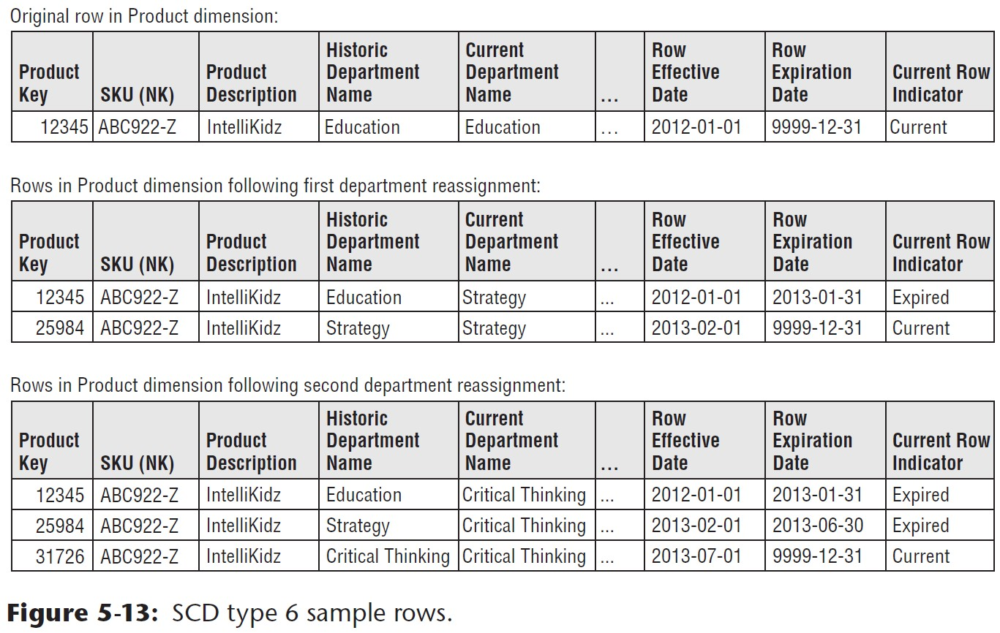 Original row in Product dimension:
Product Key | SKU (NK) | Product Description | Historic Department Name | Current Department Name | ... | Row Effective Date | Row Expiration Date | Current Row Indicator
12345 | ABC922-Z | IntelliKidz | Education | Education | ... | 2012-01-01 | 9999-12-31 | Current
Rows in Product dimension following first department reassignment:
Product Key | SKU (NK) | Product Description | Historic Department Name | Current Department Name | ... | Row Effective Date | Row Expiration Date | Current Row Indicator
12345 | ABC922-Z | IntelliKidz | Education | Strategy | ... | 2012-01-01 | 2013-01-31 | Expired
25984 | ABC922-Z | IntelliKidz | Strategy | Strategy | ... | 2013-02-01 | 9999-12-31 | Current
Rows in Product dimension following second department reassignment:
Product Key | SKU (NK) | Product Description | Historic Department Name | Current Department Name | ... | Row Effective Date | Row Expiration Date | Current Row Indicator
12345 | ABC922-Z | IntelliKidz | Education | Critical Thinking | ... | 2012-01-01 | 2013-01-31 | Expired
25984 | ABC922-Z | IntelliKidz | Strategy | Critical Thinking | ... | 2013-02-01 | 2013-06-30 | Expired
31726 | ABC922-Z | IntelliKidz | Critical Thinking | Critical Thinking | ... | 2013-07-01 | 9999-12-31 | Current
Figure 5-13: SCD type 6 sample rows.